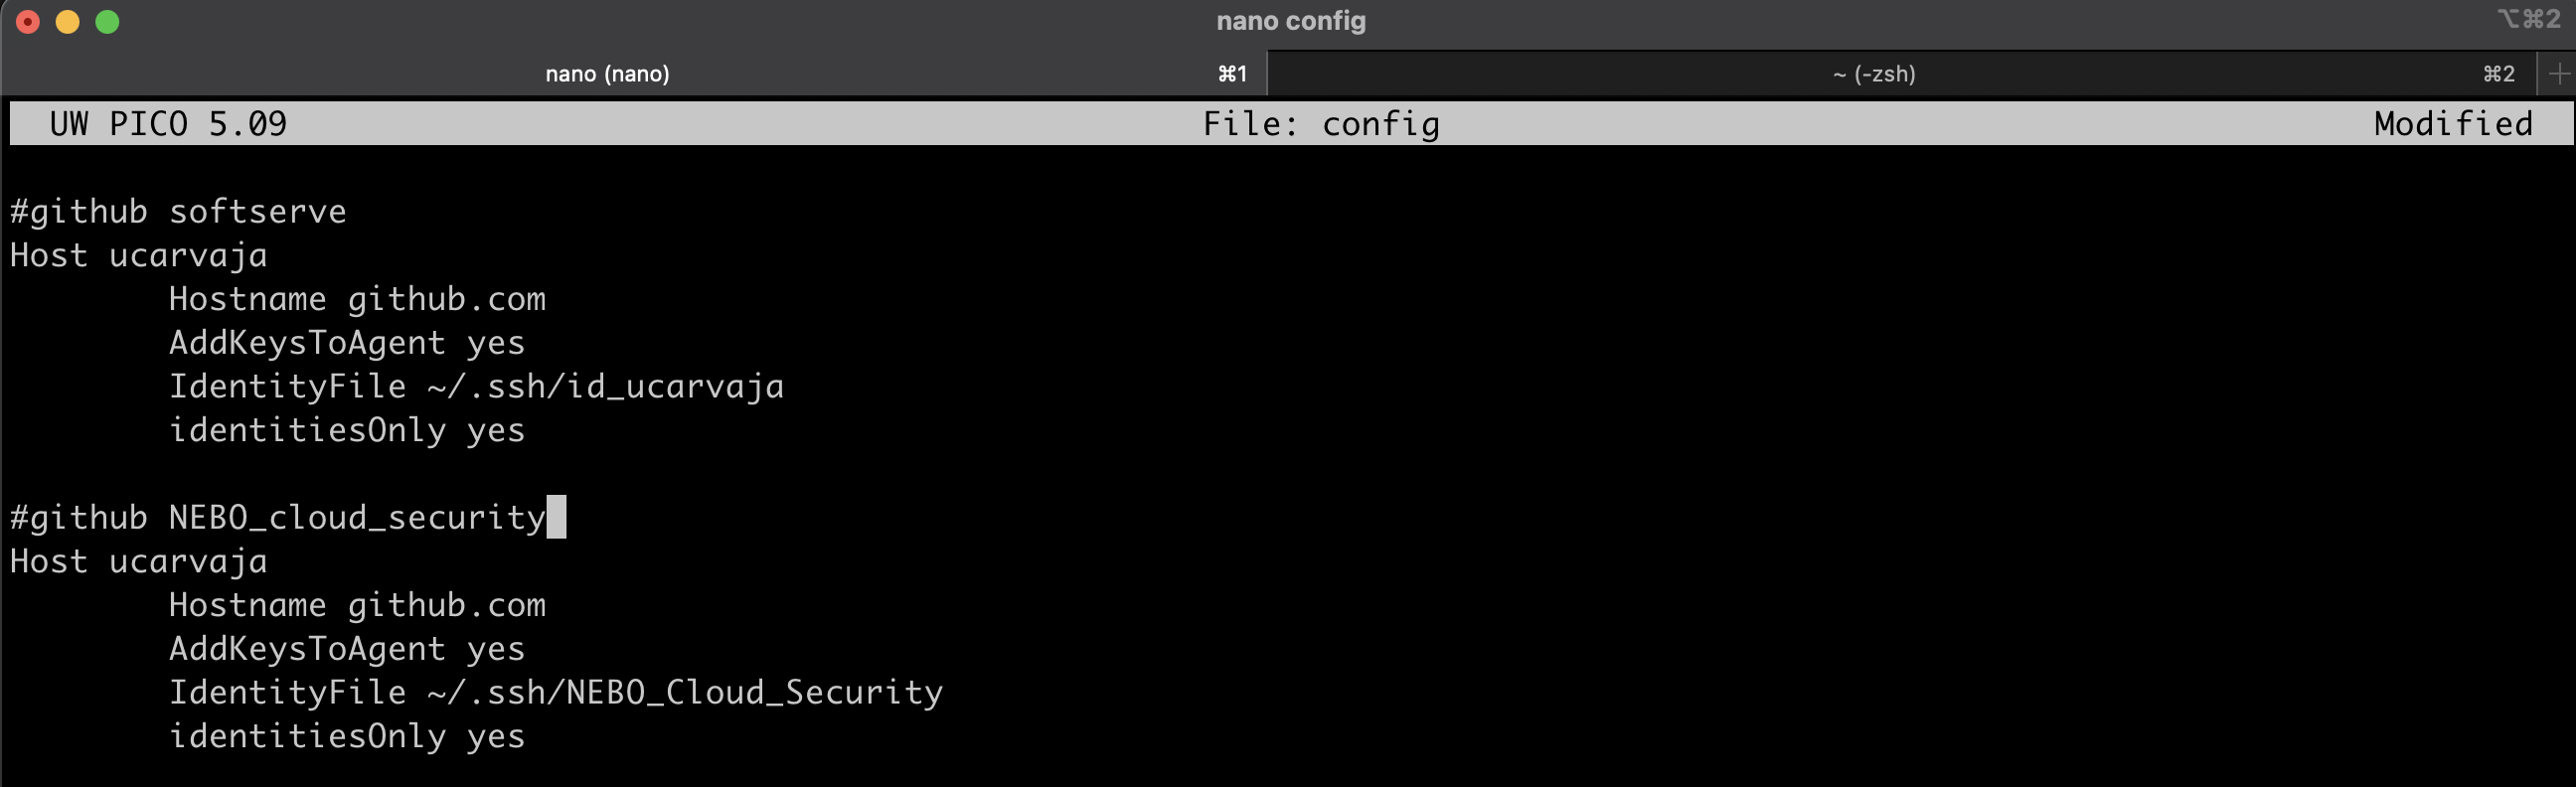 nano config
⌥⌘2
nano (nano) ⌘1
~ (-zsh) ⌘2
UW PICO 5.09 File: config Modified
#github softserve
Host ucarvaja
Hostname github.com
AddKeysToAgent yes
IdentityFile ~/.ssh/id_ucarvaja
identitiesOnly yes
#github NEBO_cloud_security
Host ucarvaja
Hostname github.com
AddKeysToAgent yes
IdentityFile ~/.ssh/NEBO_Cloud_Security
identitiesOnly yes